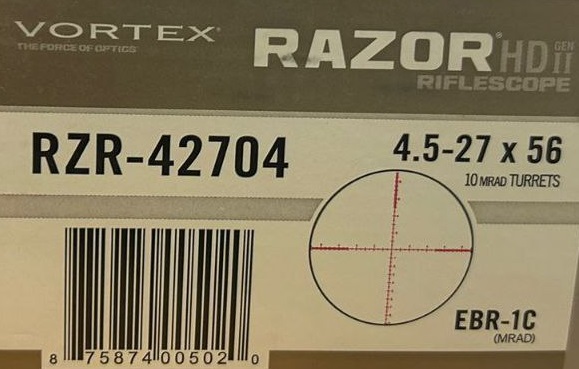 VORTEX®
THE FORCE OF OPTICS
RAZOR® HD GEN II
RIFLESCOPE
RZR-42704
4.5-27 x 56
10 MRAD TURRETS
EBR-1C
(MRAD)
8 75874 00502 0